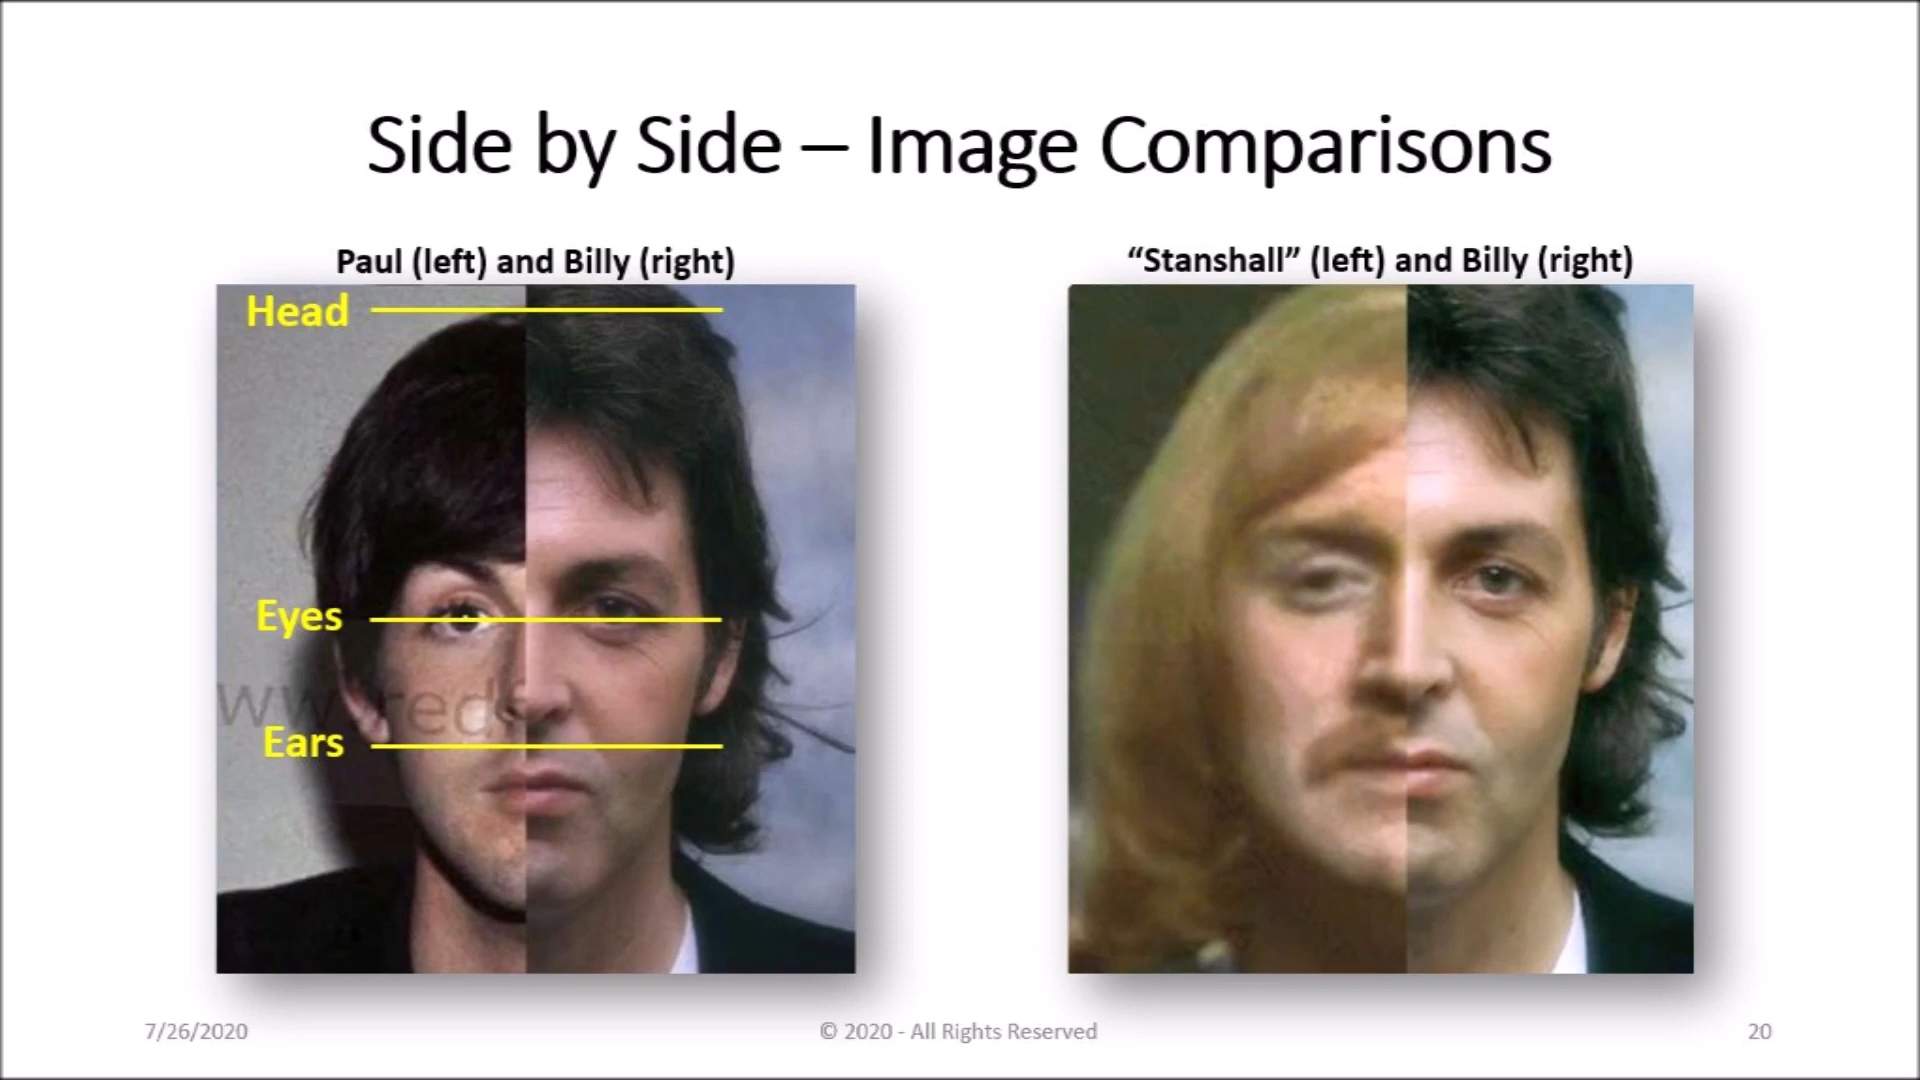 Side by Side – Image Comparisons
Paul (left) and Billy (right)
“Stanshall” (left) and Billy (right)
Head
Eyes
Ears
7/26/2020
© 2020 - All Rights Reserved
20